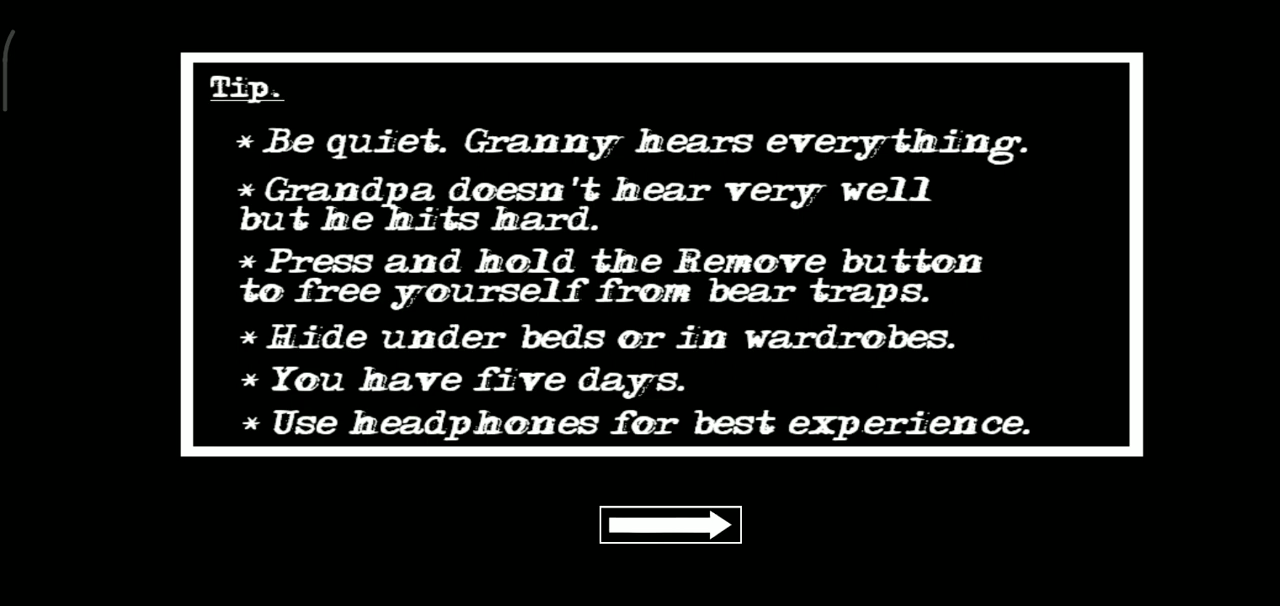 Tip.
* Be quiet. Granny hears everything.
* Grandpa doesn't hear very well
but he hits hard.
* Press and hold the Remove button
to free yourself from bear traps.
* Hide under beds or in wardrobes.
* You have five days.
* Use headphones for best experience.